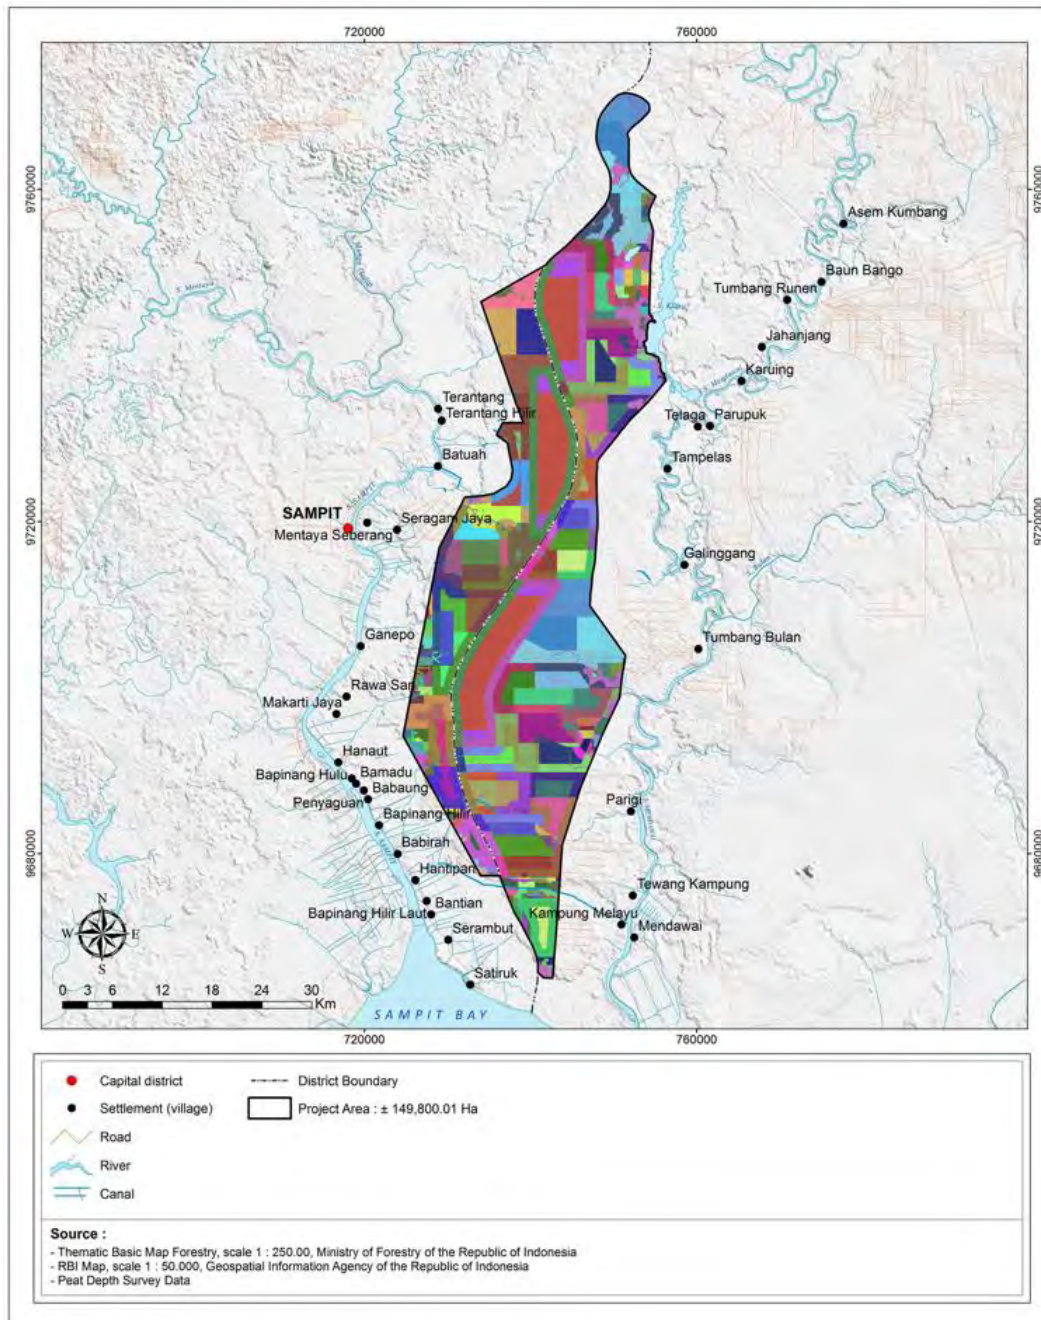 720000
760000
9760000
9760000
Asem Kumbang
Baun Bango
Tumbang Runen
S. Mentaya
Jahanjang
Karuing
Terantang
Terantang Hilir
Telaga
Parupuk
Batuah
Tampelas
SAMPIT
Seragam Jaya
Mentaya Seberang
9720000
9720000
Galinggang
Ganepo
Tumbang Bulan
Rawa Sari
Makarti Jaya
Hanaut
Bapinang Hulu
Bamadu
Babaung
Penyaguan
Parigi
Bapinang Hilir
Babirah
9680000
9680000
Hantipan
Tewang Kampung
Bantian
Bapinang Hilir Laut
Kampung Melayu
Mendawai
Serambut
N
W
E
S
Satiruk
0 3 6 12 18 24 30
Km
SAMPIT BAY
720000
760000
Capital district
District Boundary
Settlement (village)
Project Area : ± 149,800.01 Ha
Road
River
Canal
Source :
- Thematic Basic Map Forestry, scale 1 : 250.00, Ministry of Forestry of the Republic of Indonesia
- RBI Map, scale 1 : 50.000, Geospatial Information Agency of the Republic of Indonesia
- Peat Depth Survey Data